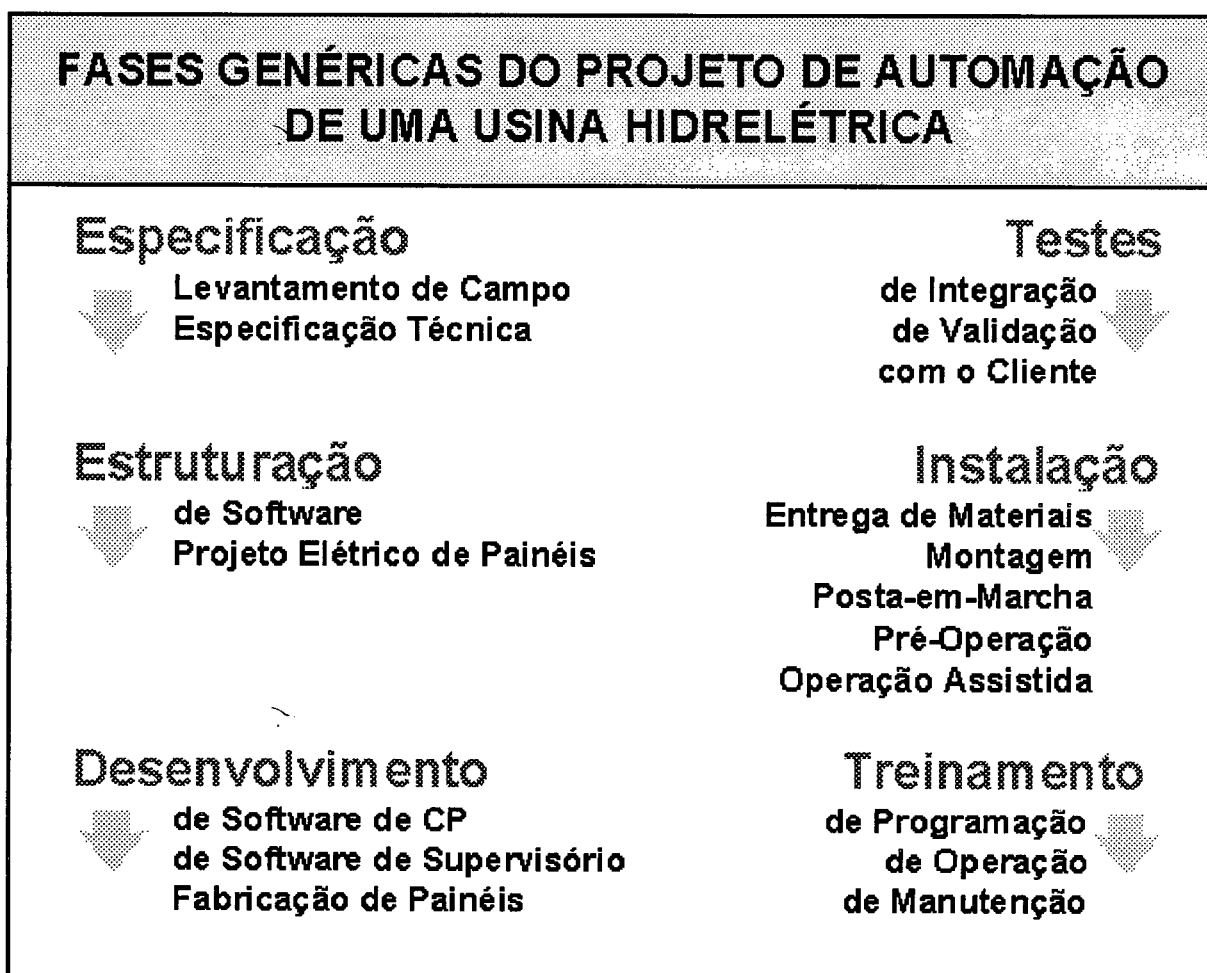 FASES GENÉRICAS DO PROJETO DE AUTOMAÇÃO
DE UMA USINA HIDRELÉTRICA
Especificação
Levantamento de Campo
Especificação Técnica
Estruturação
de Software
Projeto Elétrico de Painéis
Desenvolvimento
de Software de CP
de Software de Supervisório
Fabricação de Painéis
Testes
de Integração
de Validação
com o Cliente
Instalação
Entrega de Materiais
Montagem
Posta-em-Marcha
Pré-Operação
Operação Assistida
Treinamento
de Programação
de Operação
de Manutenção